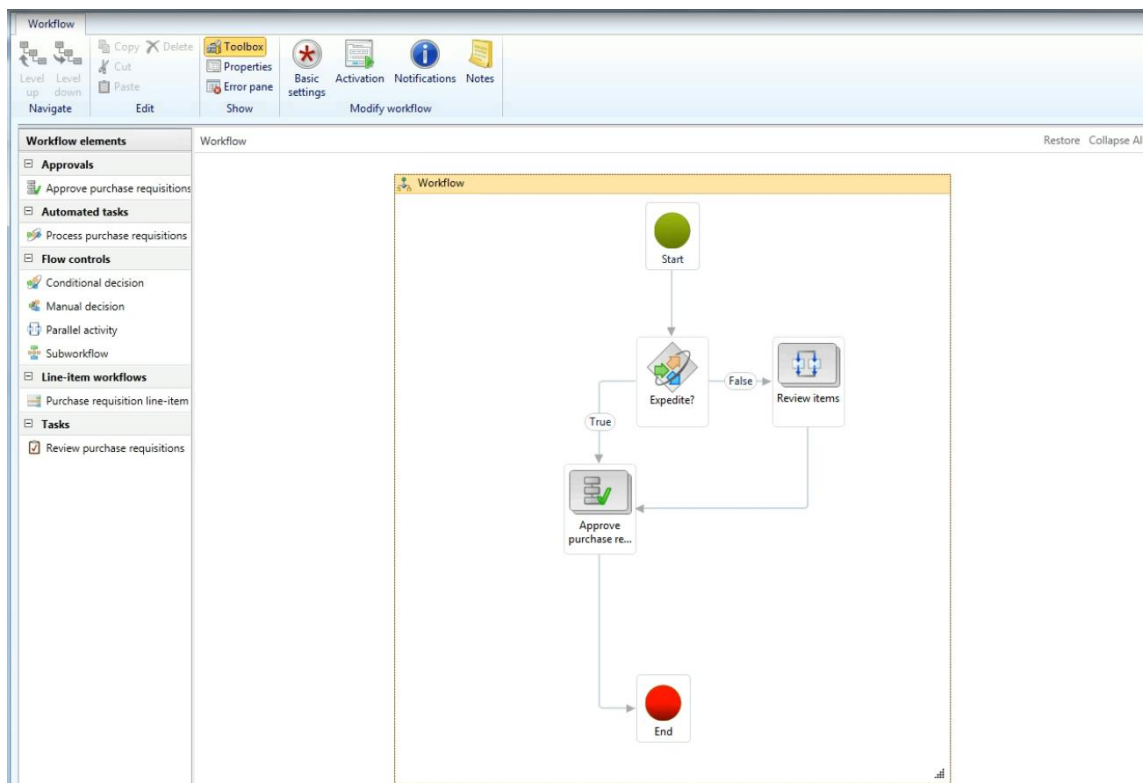 Workflow
Copy Delete
Cut
Paste
Level up
Level down
Navigate
Edit
Toolbox
Properties
Error pane
Show
Basic settings
Activation
Notifications
Notes
Modify workflow
Workflow elements
Workflow
Restore Collapse Al
Approvals
Approve purchase requisitions
Automated tasks
Process purchase requisitions
Flow controls
Conditional decision
Manual decision
Parallel activity
Subworkflow
Line-item workflows
Purchase requisition line-item
Tasks
Review purchase requisitions
Workflow
Start
Expedite?
False
Review items
True
Approve
purchase re...
End